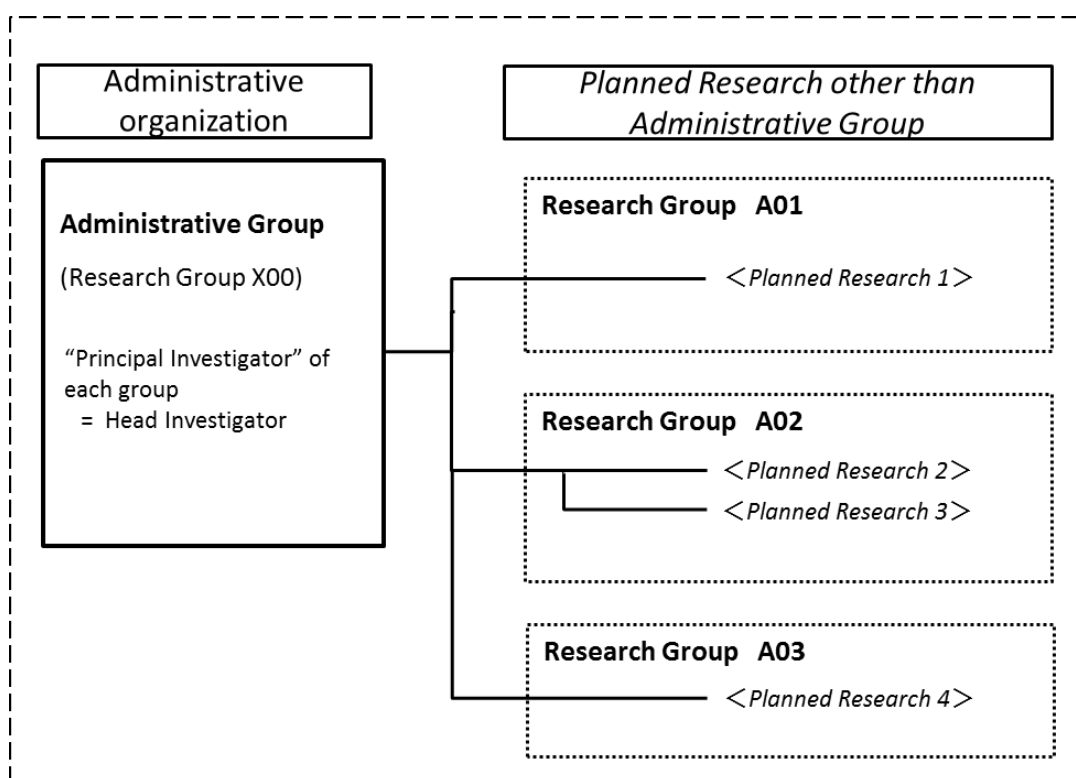 Administrative
organization
Planned Research other than
Administrative Group
Administrative Group
(Research Group X00)
“Principal Investigator” of
each group
= Head Investigator
Research Group A01
＜Planned Research 1＞
Research Group A02
＜Planned Research 2＞
＜Planned Research 3＞
Research Group A03
＜Planned Research 4＞